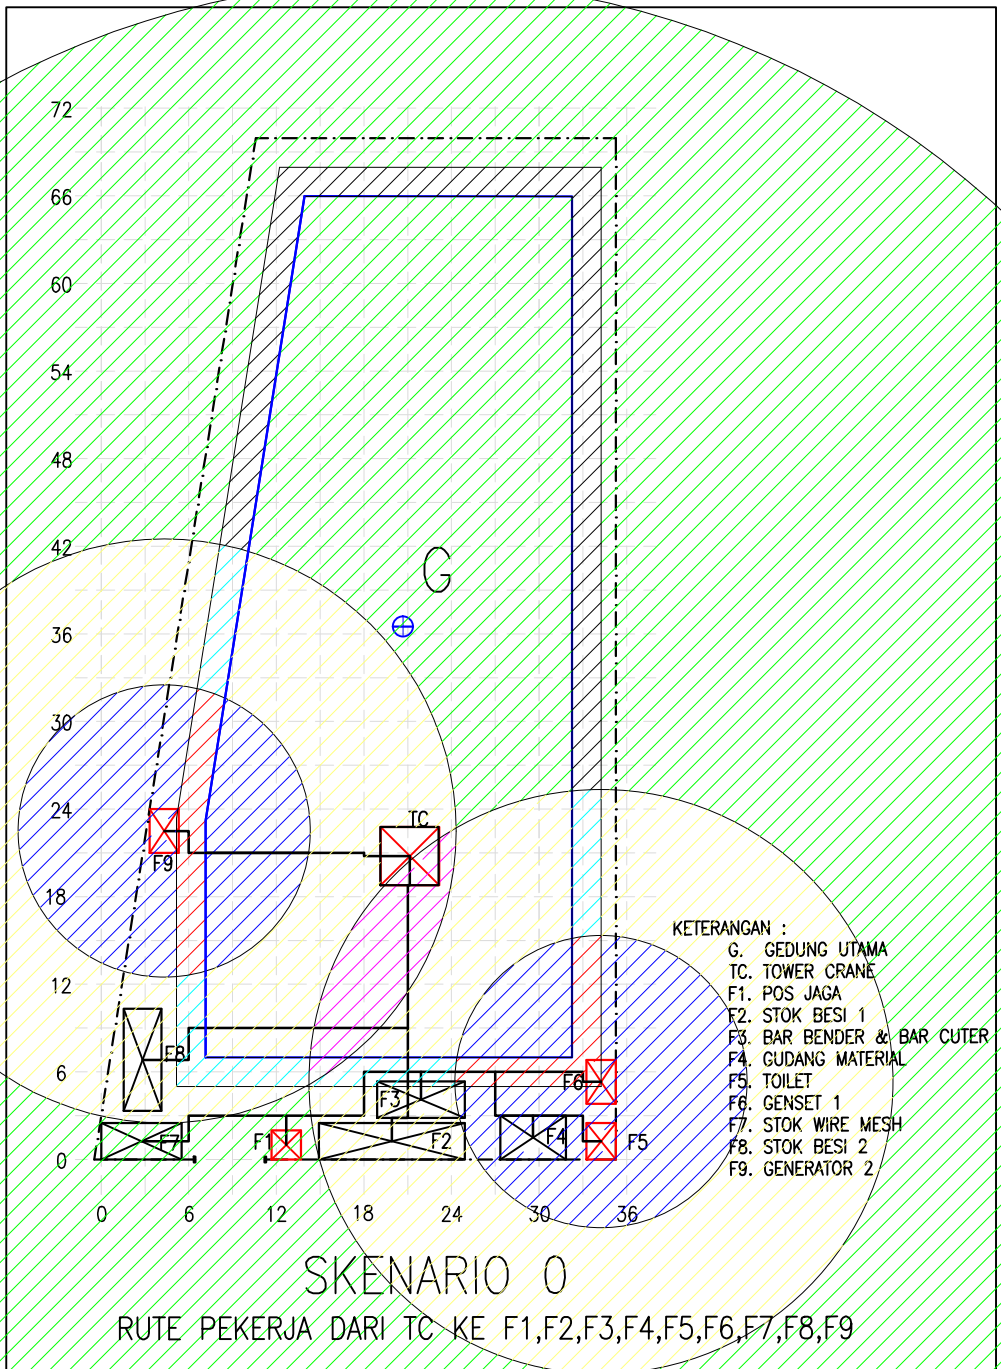 72
66
60
54
48
42
G
36
30
24
TC
F9
18
KETERANGAN :
G. GEDUNG UTAMA
TC. TOWER CRANE
12
F1. POS JAGA
F2. STOK BESI 1
F3. BAR BENDER & BAR CUTER
F8
F4. GUDANG MATERIAL
6
F6
F5. TOILET
F3
F6. GENSET 1
F7. STOK WIRE MESH
F7
F1
F2
F4
F5
F8. STOK BESI 2
0
F9. GENERATOR 2
0 6 12 18 24 30 36
SKENARIO 0
RUTE PEKERJA DARI TC KE F1,F2,F3,F4,F5,F6,F7,F8,F9